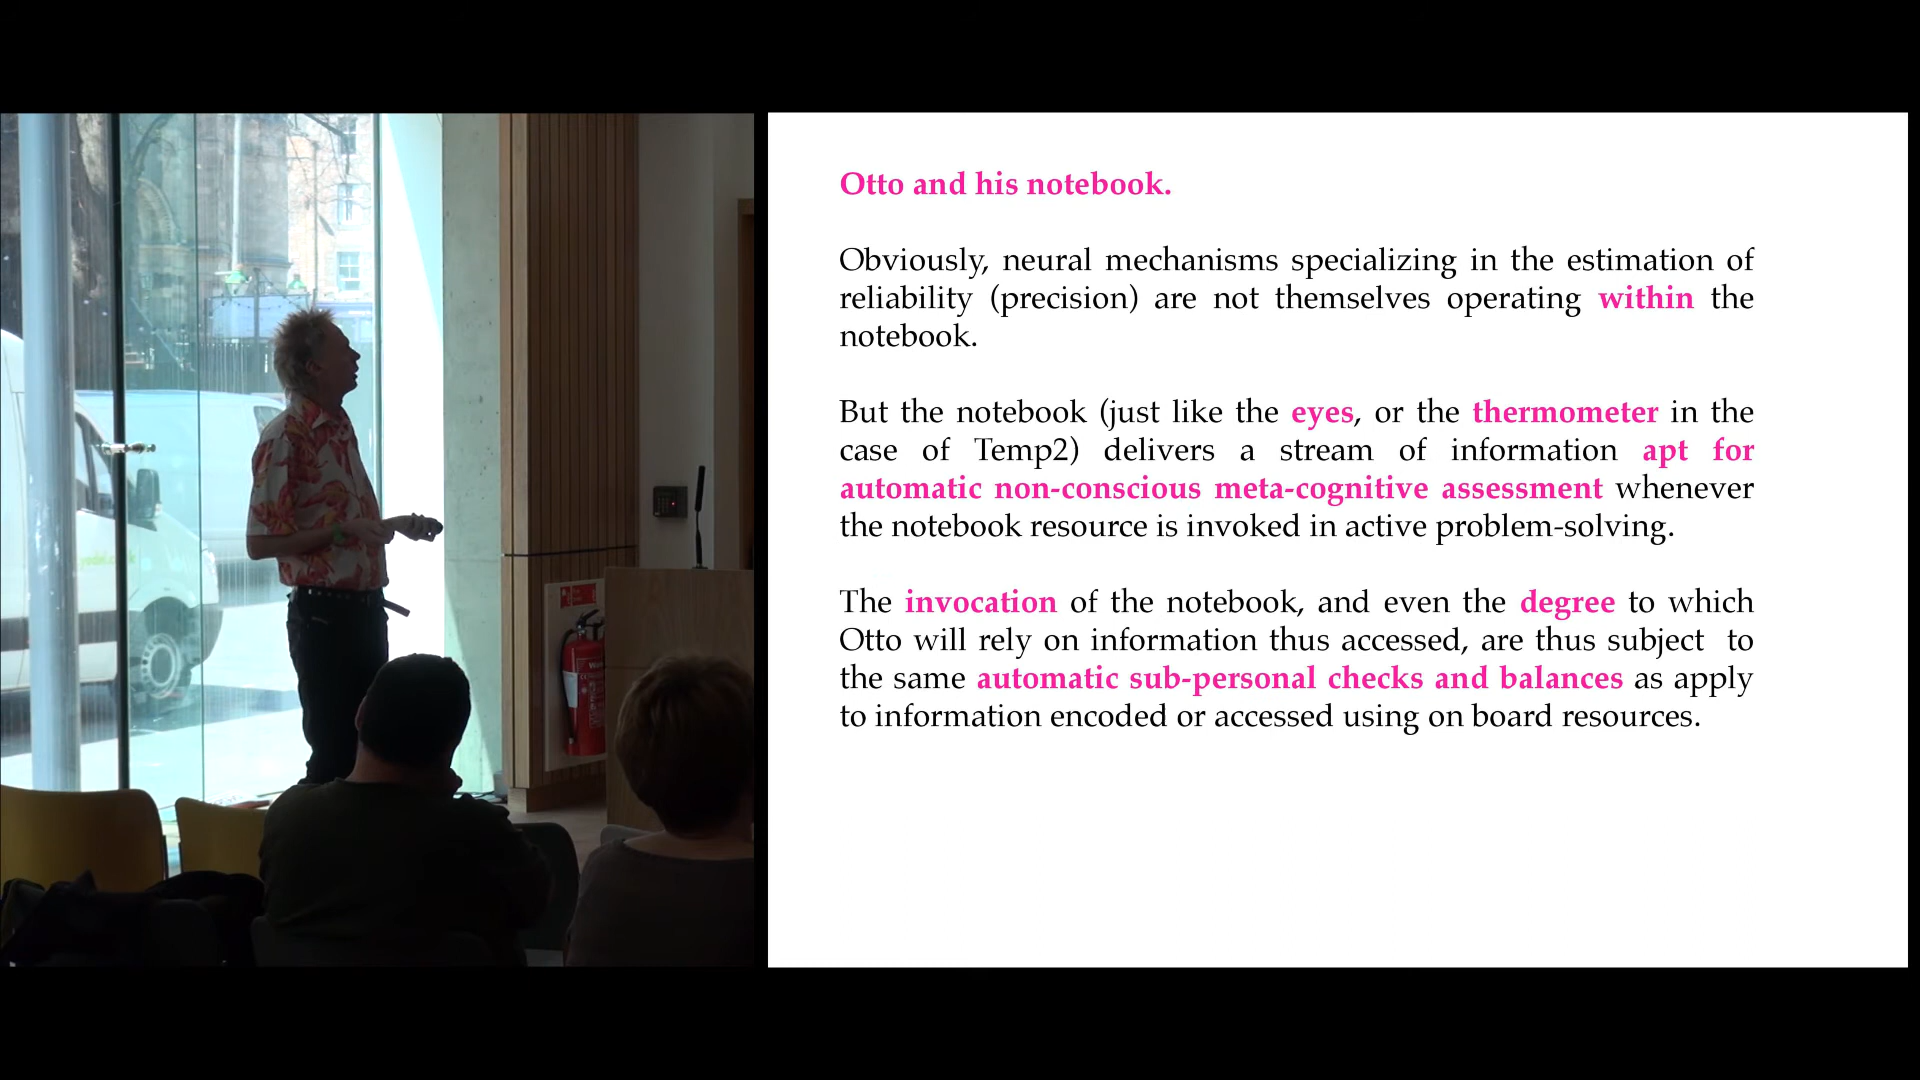 Otto and his notebook.
Obviously, neural mechanisms specializing in the estimation of
reliability (precision) are not themselves operating within the
notebook.
But the notebook (just like the eyes, or the thermometer in the
case of Temp2) delivers a stream of information apt for
automatic non-conscious meta-cognitive assessment whenever
the notebook resource is invoked in active problem-solving.
The invocation of the notebook, and even the degree to which
Otto will rely on information thus accessed, are thus subject to
the same automatic sub-personal checks and balances as apply
to information encoded or accessed using on board resources.